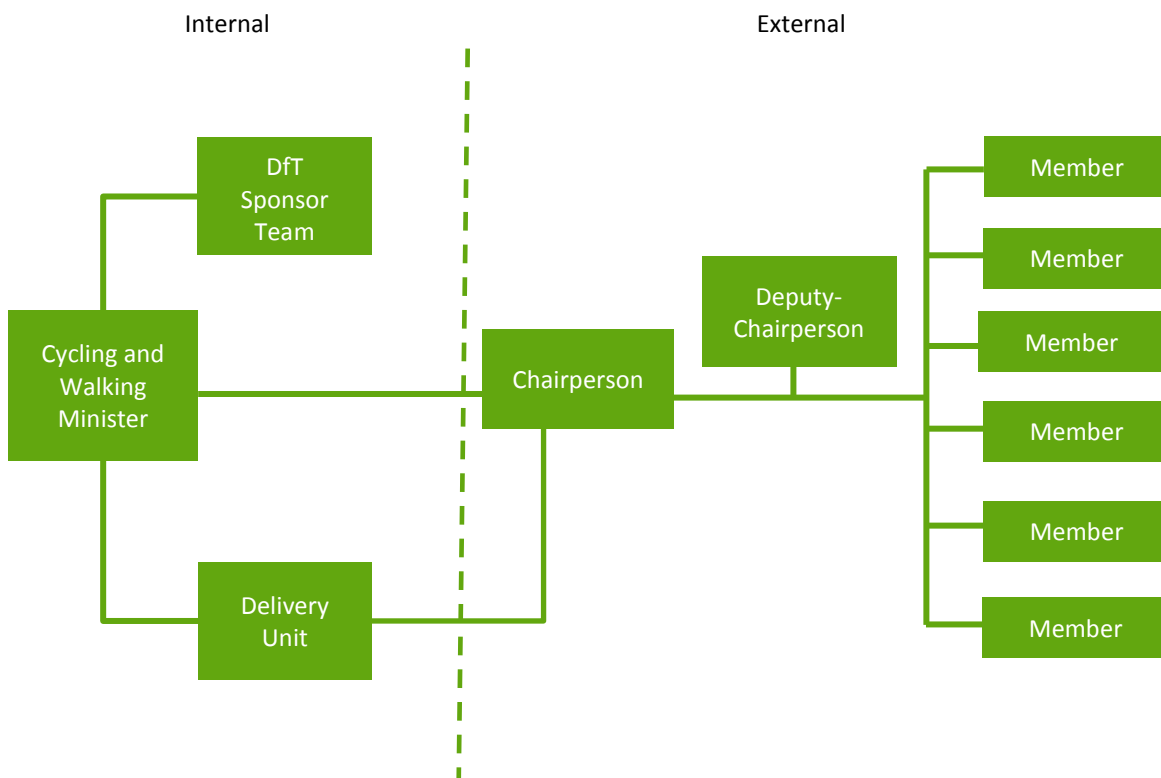 Internal
External
DfT
Sponsor
Team
Cycling and
Walking
Minister
Delivery
Unit
Chairperson
Deputy-
Chairperson
Member
Member
Member
Member
Member
Member